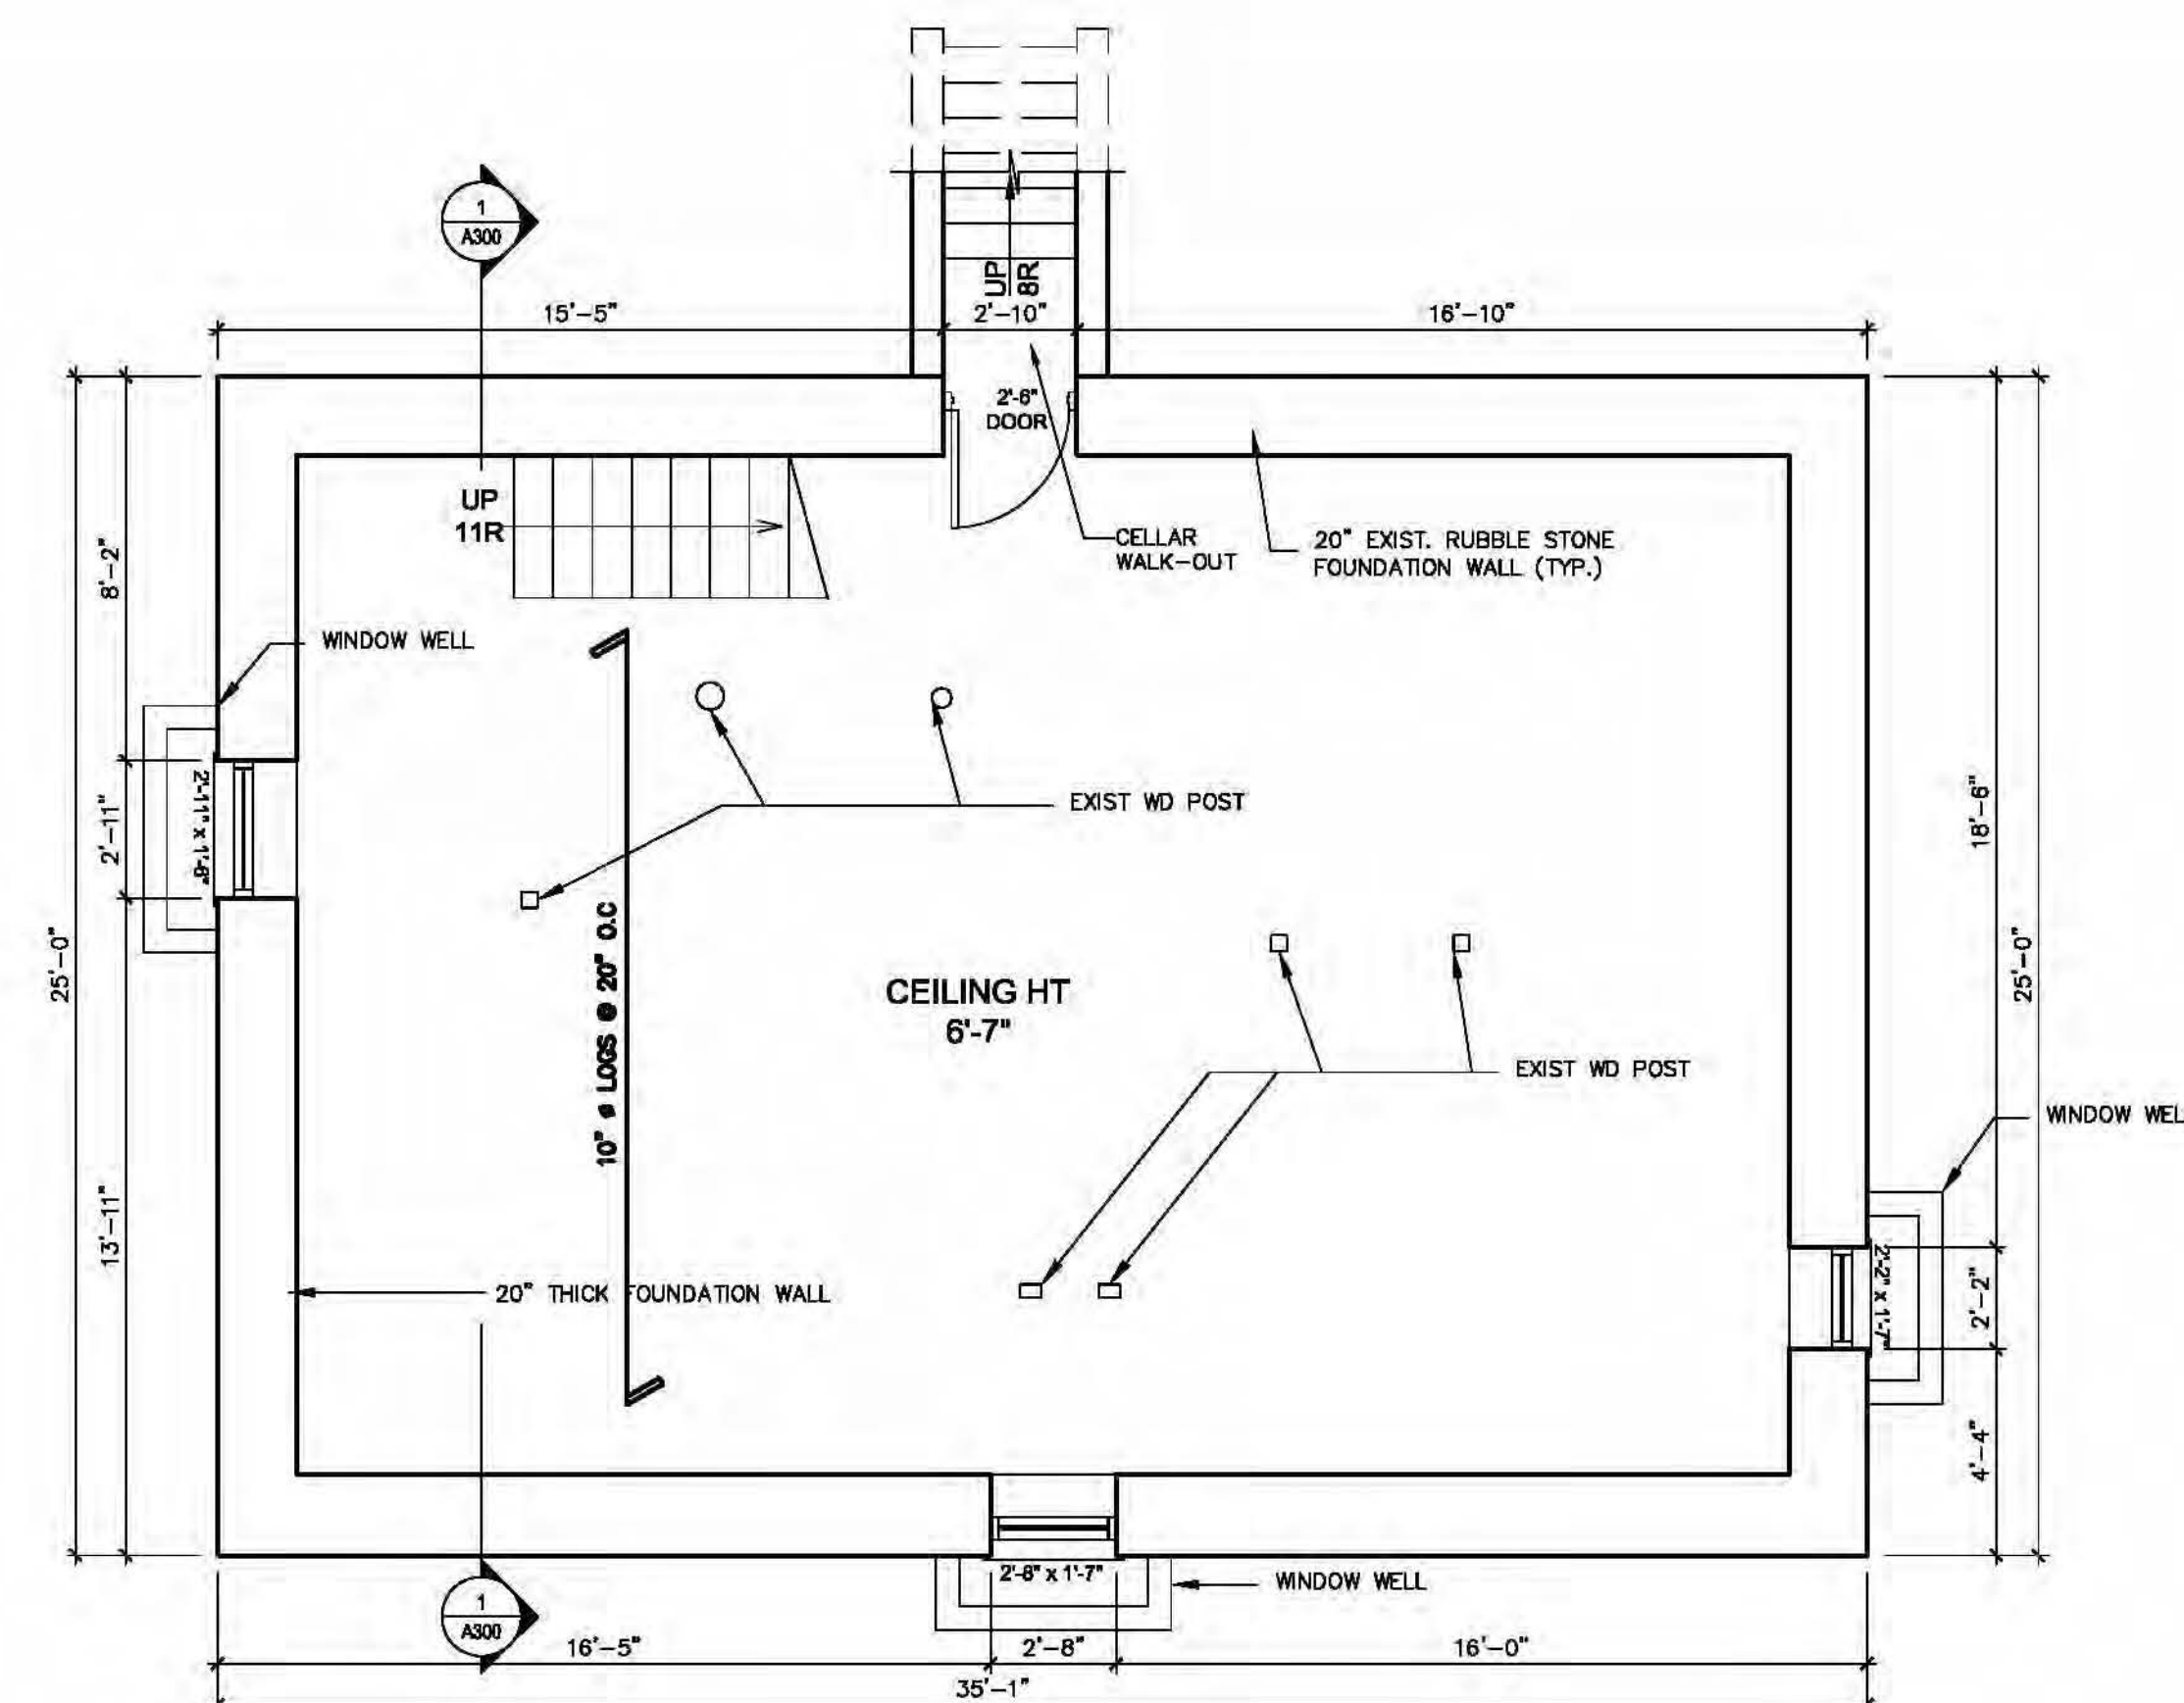 1
A300
UP
8R
15'-5"
2'-10"
16'-10"
2'-6"
DOOR
UP
11R
CELLAR
WALK-OUT
20" EXIST. RUBBLE STONE
FOUNDATION WALL (TYP.)
8'-2"
WINDOW WELL
2'-11"
2'-11" x 1'-6"
EXIST WD POST
18'-6"
25'-0"
10" ø LOGS @ 20" O.C
CEILING HT
6'-7"
25'-0"
EXIST WD POST
WINDOW WEL
13'-11"
20" THICK FOUNDATION WALL
2'-2" x 1'-7"
2'-2"
4'-4"
2'-8" x 1'-7"
WINDOW WELL
1
A300
16'-5"
2'-8"
16'-0"
35'-1"